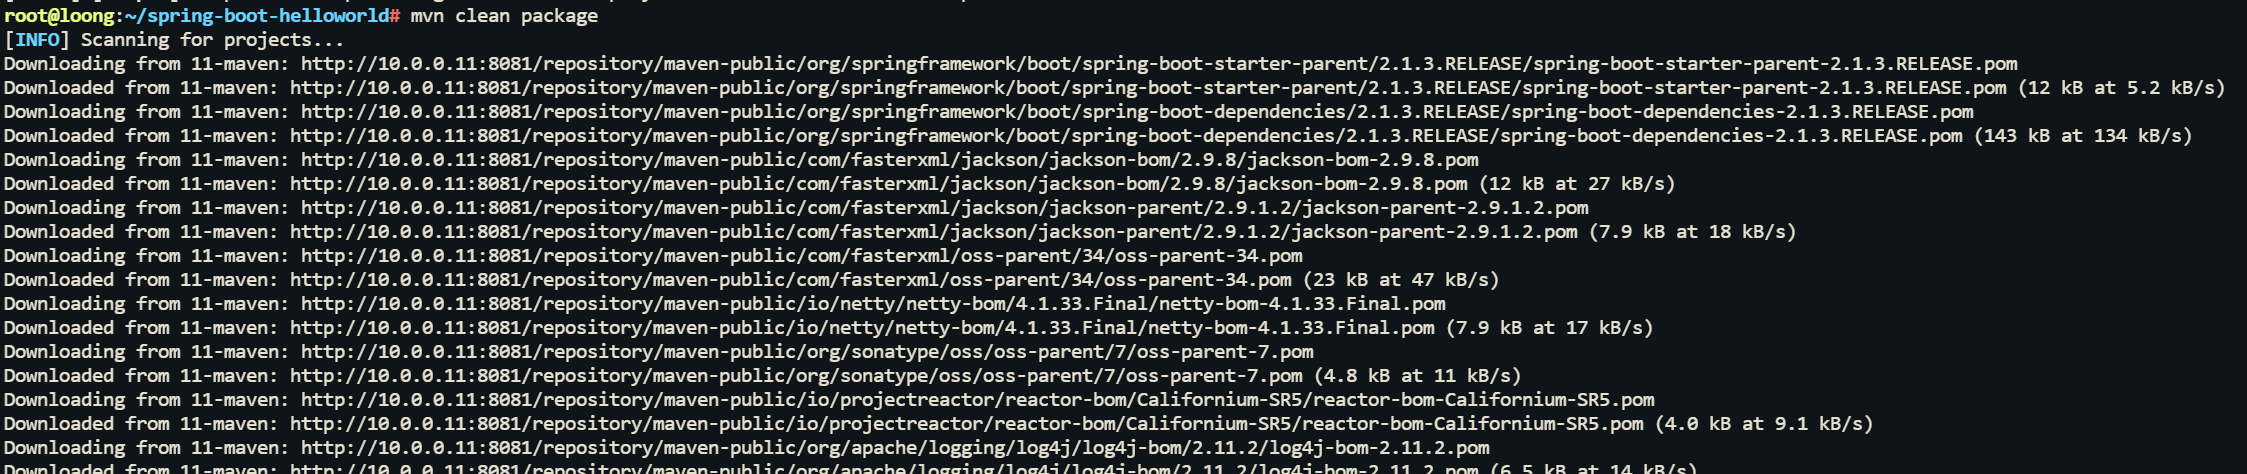 root@loong:~/spring-boot-helloworld# mvn clean package
[INFO] Scanning for projects...
Downloading from 11-maven: http://10.0.0.11:8081/repository/maven-public/org/springframework/boot/spring-boot-starter-parent/2.1.3.RELEASE/spring-boot-starter-parent-2.1.3.RELEASE.pom
Downloaded from 11-maven: http://10.0.0.11:8081/repository/maven-public/org/springframework/boot/spring-boot-starter-parent/2.1.3.RELEASE/spring-boot-starter-parent-2.1.3.RELEASE.pom (12 kB at 5.2 kB/s)
Downloading from 11-maven: http://10.0.0.11:8081/repository/maven-public/org/springframework/boot/spring-boot-dependencies/2.1.3.RELEASE/spring-boot-dependencies-2.1.3.RELEASE.pom
Downloaded from 11-maven: http://10.0.0.11:8081/repository/maven-public/org/springframework/boot/spring-boot-dependencies/2.1.3.RELEASE/spring-boot-dependencies-2.1.3.RELEASE.pom (143 kB at 134 kB/s)
Downloading from 11-maven: http://10.0.0.11:8081/repository/maven-public/com/fasterxml/jackson/jackson-bom/2.9.8/jackson-bom-2.9.8.pom
Downloaded from 11-maven: http://10.0.0.11:8081/repository/maven-public/com/fasterxml/jackson/jackson-bom/2.9.8/jackson-bom-2.9.8.pom (12 kB at 27 kB/s)
Downloading from 11-maven: http://10.0.0.11:8081/repository/maven-public/com/fasterxml/jackson/jackson-parent/2.9.1.2/jackson-parent-2.9.1.2.pom
Downloaded from 11-maven: http://10.0.0.11:8081/repository/maven-public/com/fasterxml/jackson/jackson-parent/2.9.1.2/jackson-parent-2.9.1.2.pom (7.9 kB at 18 kB/s)
Downloading from 11-maven: http://10.0.0.11:8081/repository/maven-public/com/fasterxml/oss-parent/34/oss-parent-34.pom
Downloaded from 11-maven: http://10.0.0.11:8081/repository/maven-public/com/fasterxml/oss-parent/34/oss-parent-34.pom (23 kB at 47 kB/s)
Downloading from 11-maven: http://10.0.0.11:8081/repository/maven-public/io/netty/netty-bom/4.1.33.Final/netty-bom-4.1.33.Final.pom
Downloaded from 11-maven: http://10.0.0.11:8081/repository/maven-public/io/netty/netty-bom/4.1.33.Final/netty-bom-4.1.33.Final.pom (7.9 kB at 17 kB/s)
Downloading from 11-maven: http://10.0.0.11:8081/repository/maven-public/org/sonatype/oss/oss-parent/7/oss-parent-7.pom
Downloaded from 11-maven: http://10.0.0.11:8081/repository/maven-public/org/sonatype/oss/oss-parent/7/oss-parent-7.pom (4.8 kB at 11 kB/s)
Downloading from 11-maven: http://10.0.0.11:8081/repository/maven-public/io/projectreactor/reactor-bom/Californium-SR5/reactor-bom-Californium-SR5.pom
Downloaded from 11-maven: http://10.0.0.11:8081/repository/maven-public/io/projectreactor/reactor-bom/Californium-SR5/reactor-bom-Californium-SR5.pom (4.0 kB at 9.1 kB/s)
Downloading from 11-maven: http://10.0.0.11:8081/repository/maven-public/org/apache/logging/log4j/log4j-bom/2.11.2/log4j-bom-2.11.2.pom
Downloaded from 11-maven: http://10.0.0.11:8081/repository/maven-public/org/apache/logging/log4j/log4j-bom/2.11.2/log4j-bom-2.11.2.pom (6.5 kB at 14 kB/s)